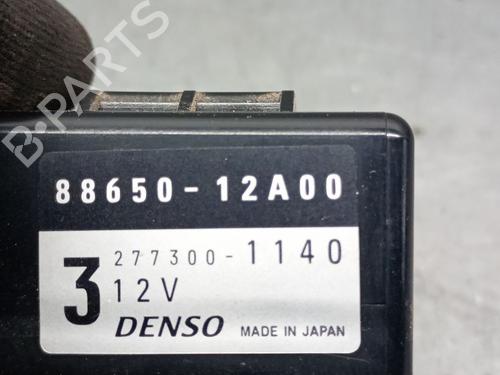 B-PARTS
88650-12A00
277300-1140
3
12V
DENSO MADE IN JAPAN